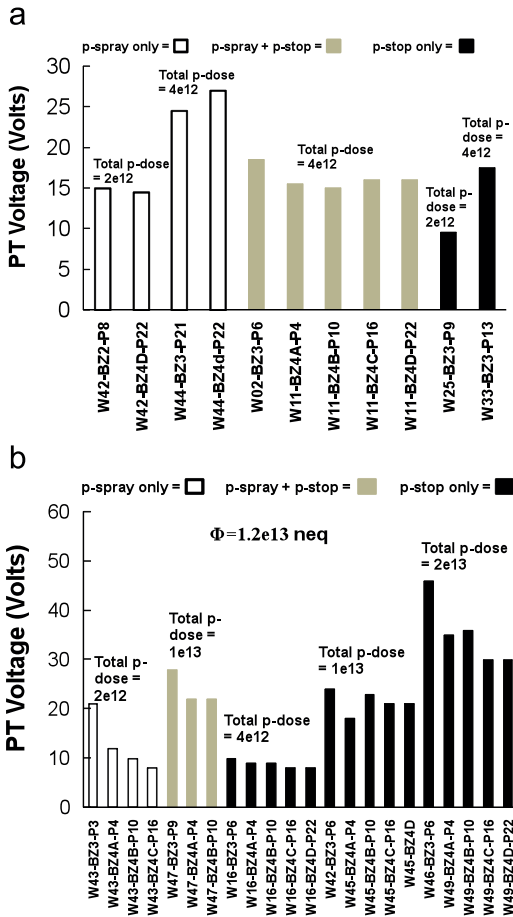 a
p-spray only =
p-spray + p-stop =
p-stop only =
PT Voltage (Volts)
30
25
20
15
10
5
0
Total p-dose
= 2e12
Total p-dose
= 4e12
Total p-dose
= 4e12
Total p-
dose =
2e12
Total p-
dose =
4e12
W42-BZ2-P8
W42-BZ4D-P22
W44-BZ3-P21
W44-BZ4d-P22
W02-BZ3-P6
W11-BZ4A-P4
W11-BZ4B-P10
W11-BZ4C-P16
W11-BZ4D-P22
W25-BZ3-P9
W33-BZ3-P13
b
p-spray only =
p-spray + p-stop =
p-stop only =
PT Voltage (Volts)
60
50
40
30
20
10
0
Φ=1.2e13 neq
Total p-
dose =
2e12
Total p-
dose =
1e13
Total p-dose
= 4e12
Total p-dose
= 1e13
Total p-dose
= 2e13
W43-BZ3-P3
W43-BZ4A-P4
W43-BZ4B-P10
W43-BZ4C-P16
W47-BZ3-P9
W47-BZ4A-P4
W47-BZ4B-P10
W16-BZ3-P6
W16-BZ4A-P4
W16-BZ4B-P10
W16-BZ4C-P16
W16-BZ4D-P22
W42-BZ3-P6
W45-BZ4A-P4
W45-BZ4B-P10
W45-BZ4C-P16
W45-BZ4D
W46-BZ3-P6
W49-BZ4A-P4
W49-BZ4B-P10
W49-BZ4C-P16
W49-BZ4D-P22